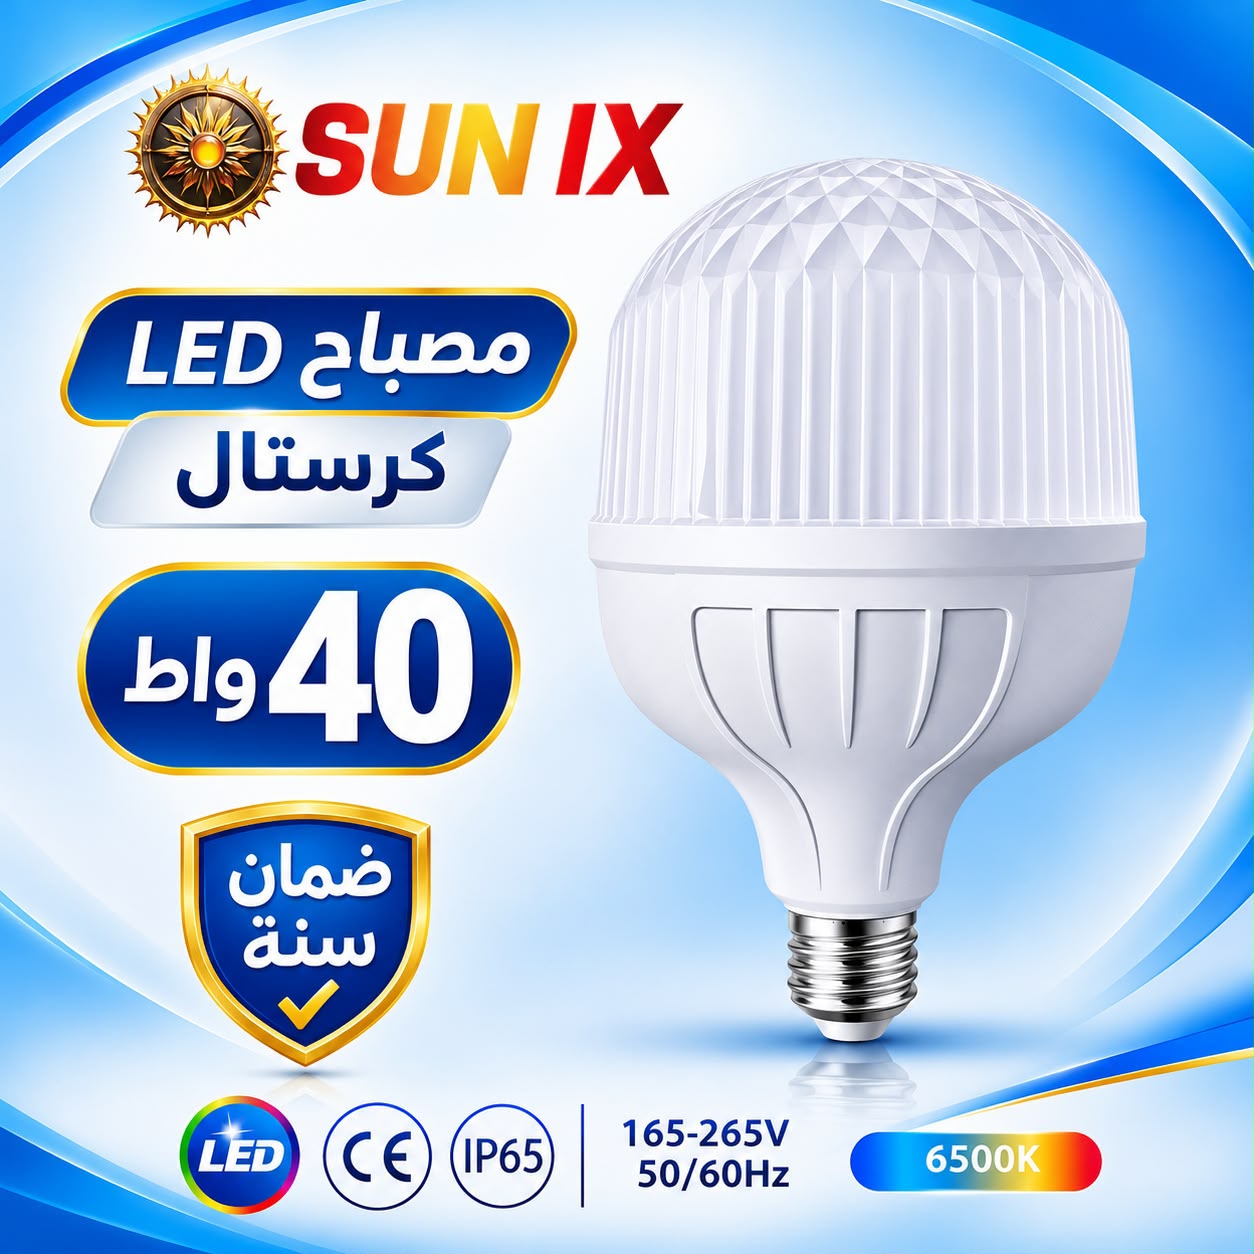 SUN IX
مصباح LED
كرستال
40 واط
ضمان
سنة
LED
CE
IP65
165-265V
50/60Hz
6500K